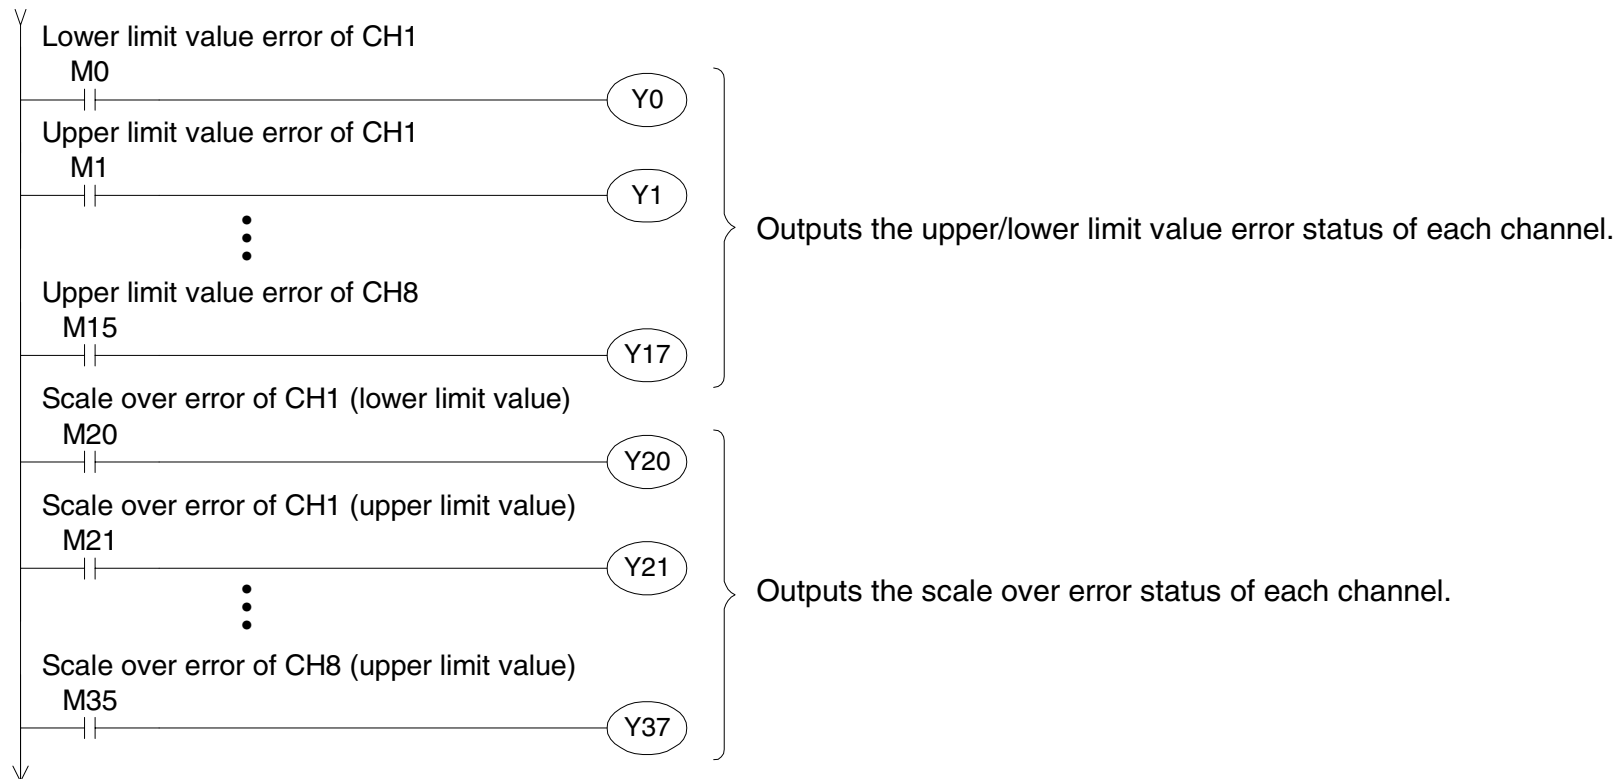 Lower limit value error of CH1
M0
Y0
Upper limit value error of CH1
M1
Y1
Outputs the upper/lower limit value error status of each channel.
Upper limit value error of CH8
M15
Y17
Scale over error of CH1 (lower limit value)
M20
Y20
Scale over error of CH1 (upper limit value)
M21
Y21
Outputs the scale over error status of each channel.
Scale over error of CH8 (upper limit value)
M35
Y37